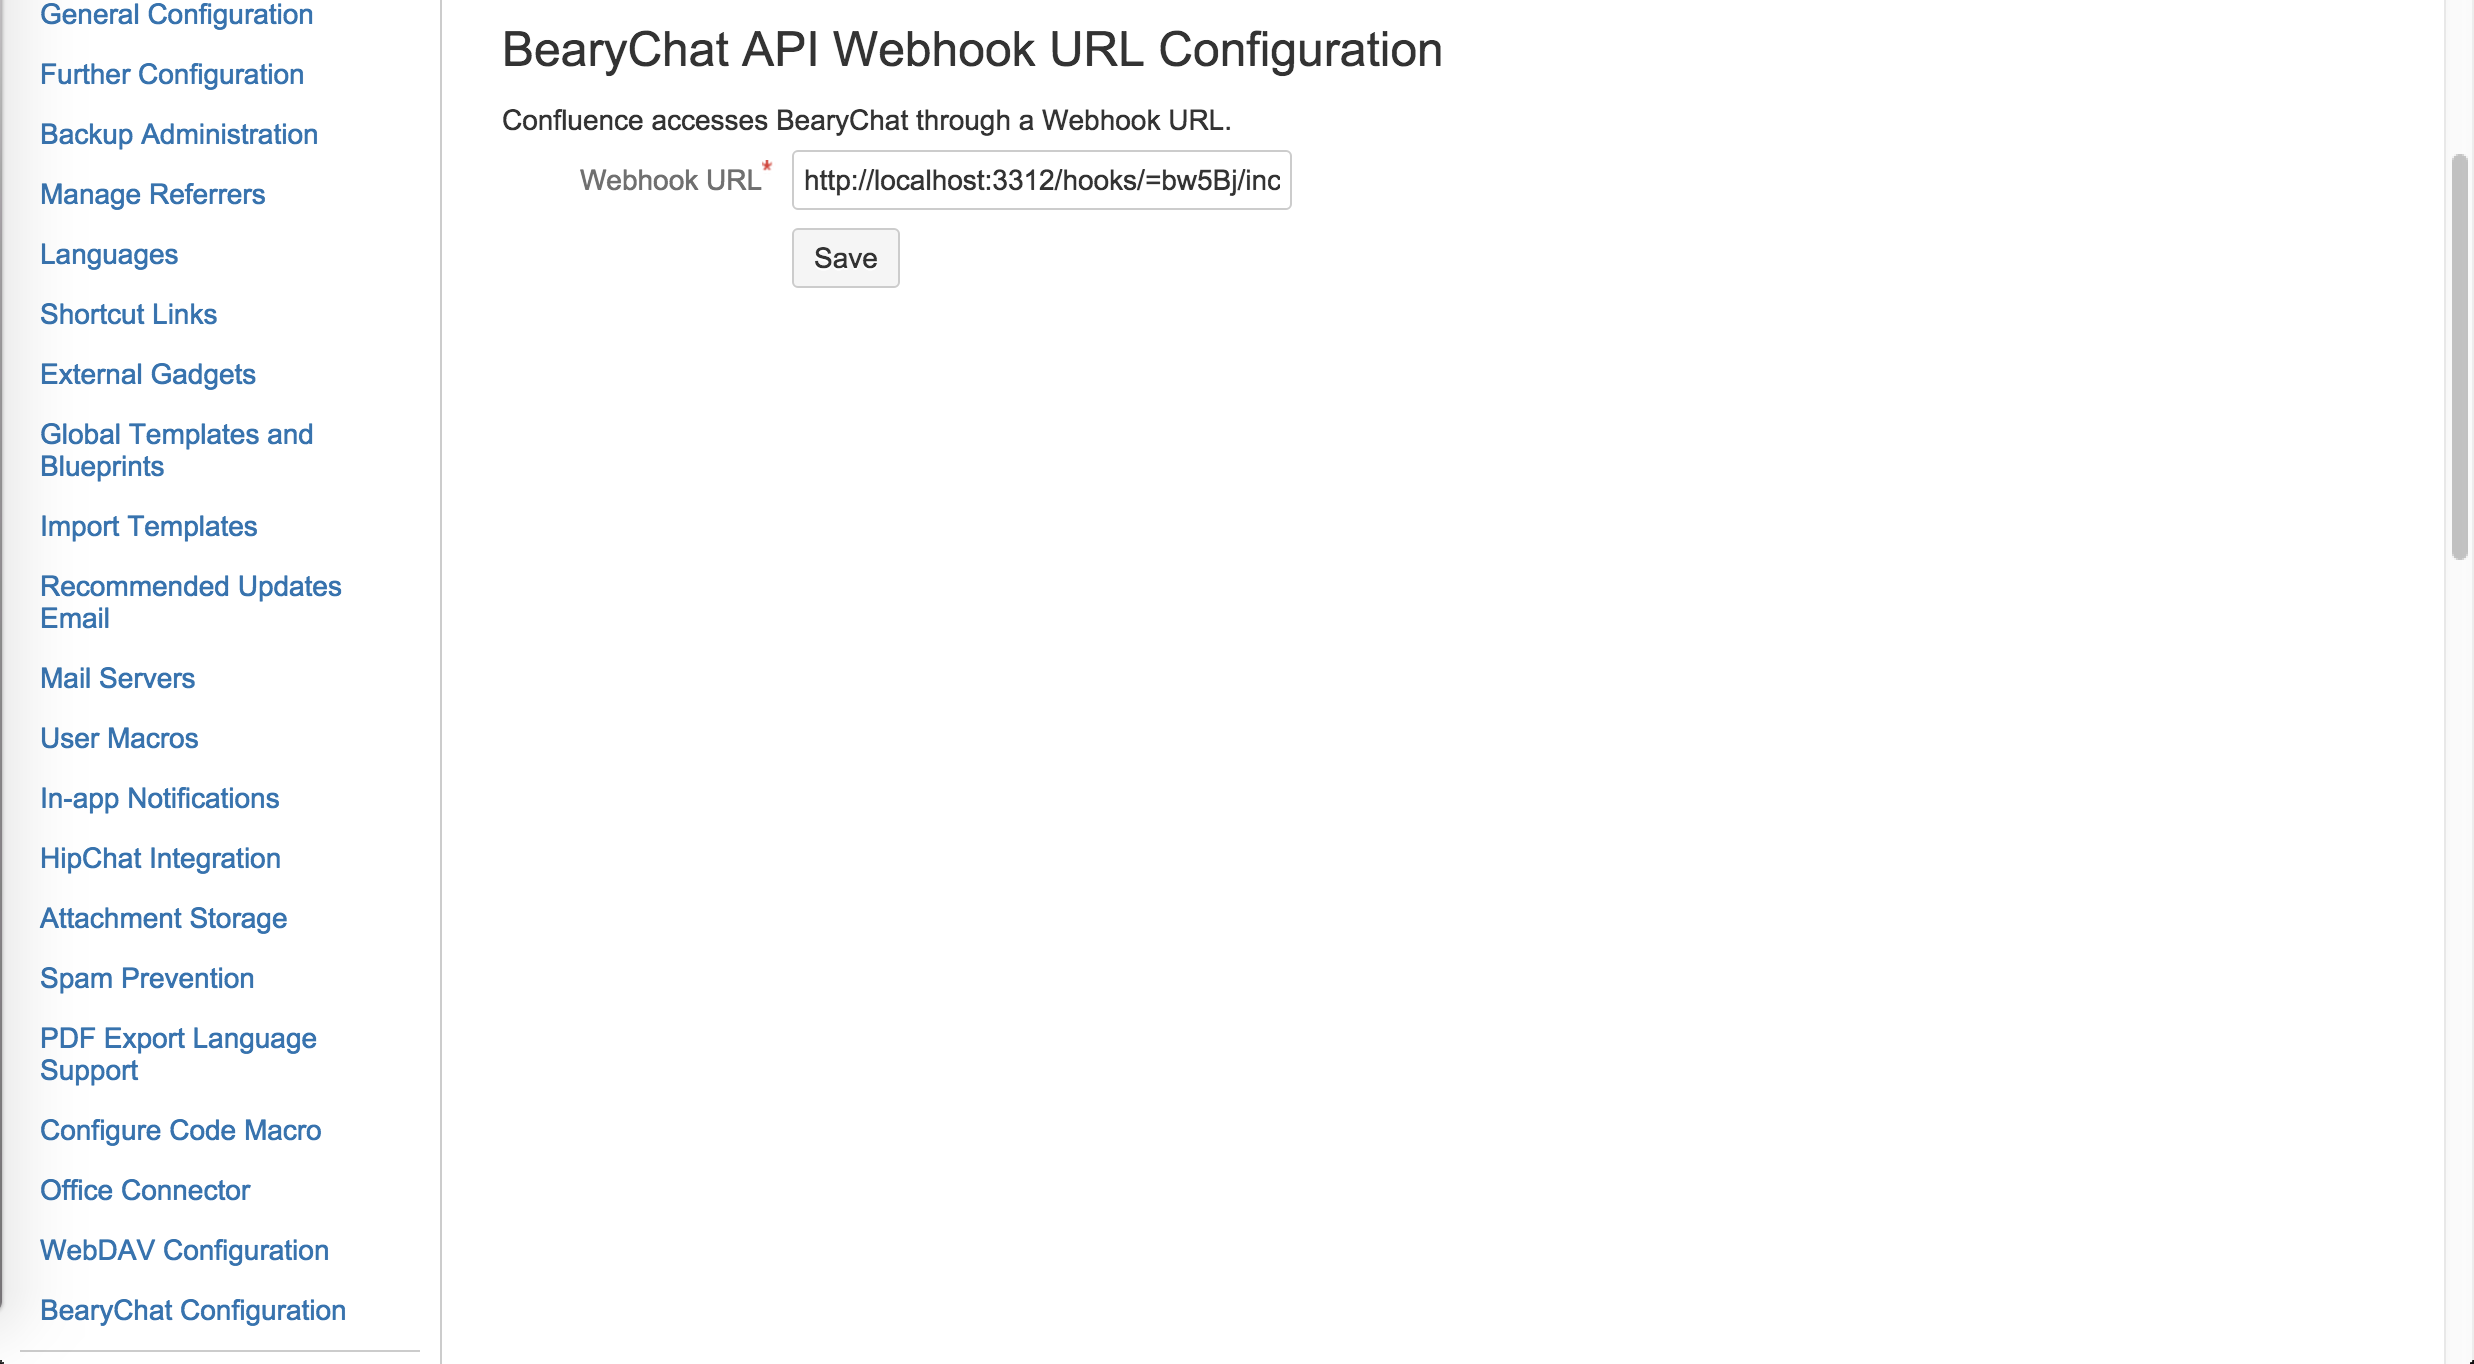 General Configuration
Further Configuration
Backup Administration
Manage Referrers
Languages
Shortcut Links
External Gadgets
Global Templates and
Blueprints
Import Templates
Recommended Updates
Email
Mail Servers
User Macros
In-app Notifications
HipChat Integration
Attachment Storage
Spam Prevention
PDF Export Language
Support
Configure Code Macro
Office Connector
WebDAV Configuration
BearyChat Configuration
BearyChat API Webhook URL Configuration
Confluence accesses BearyChat through a Webhook URL.
Webhook URL* http://localhost:3312/hooks/=bw5Bj/inc
Save